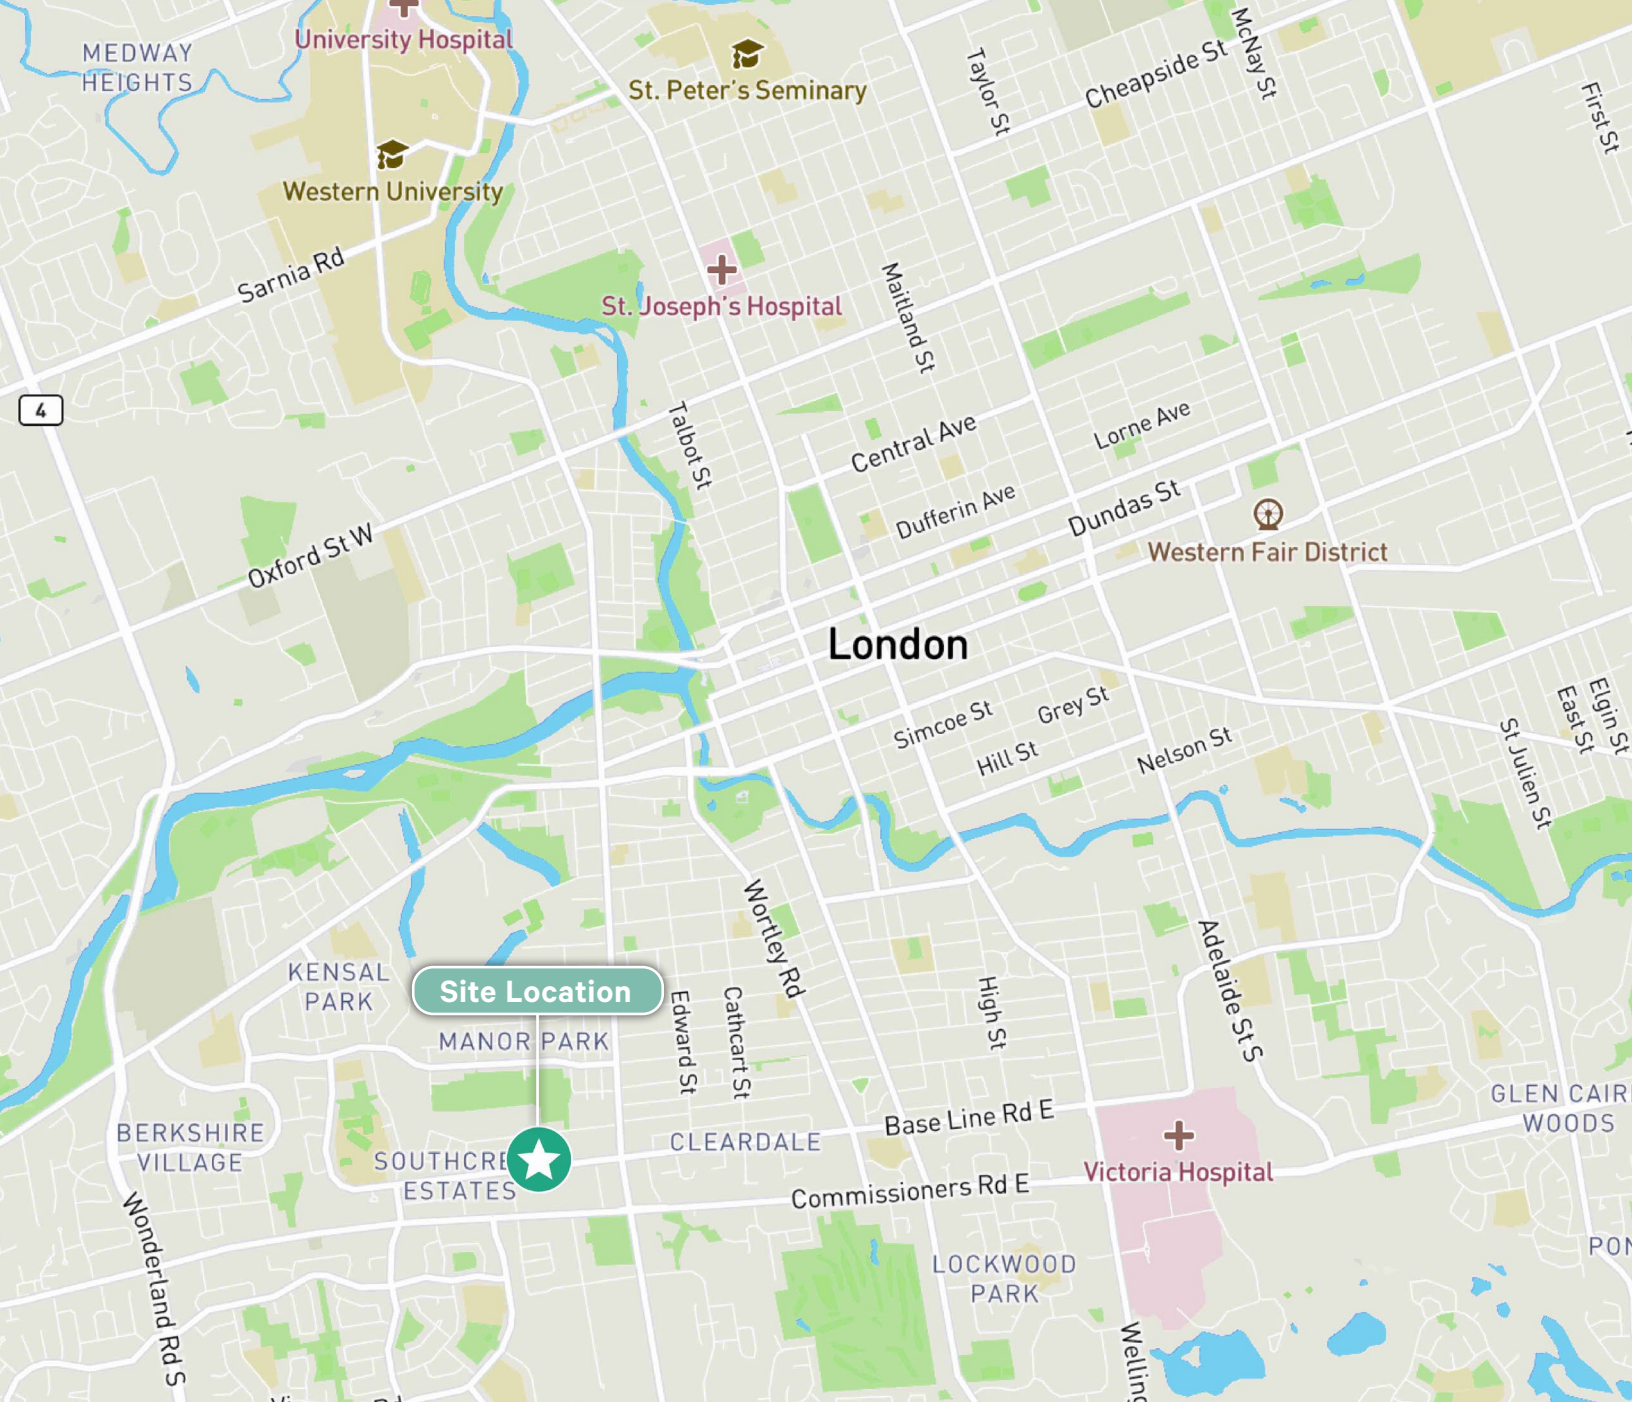 MEDWAY
HEIGHTS
University Hospital
St. Peter's Seminary
Taylor St
Cheapside St
McNay St
First St
Western University
Sarnia Rd
St. Joseph's Hospital
Maitland St
4
Talbot St
Central Ave
Lorne Ave
Dufferin Ave
Dundas St
Western Fair District
Oxford St W
London
Simcoe St
Grey St
Hill St
Nelson St
St Julien St
East St
Elgin St
Wortley Rd
Adelaide St S
KENSAL
PARK
Site Location
MANOR PARK
Edward St
Cathcart St
High St
Base Line Rd E
GLEN CAIR
WOODS
BERKSHIRE
VILLAGE
SOUTHCRE
ESTATES
CLEARDALE
Victoria Hospital
Commissioners Rd E
Wonderland Rd S
LOCKWOOD
PARK
PON
Welling